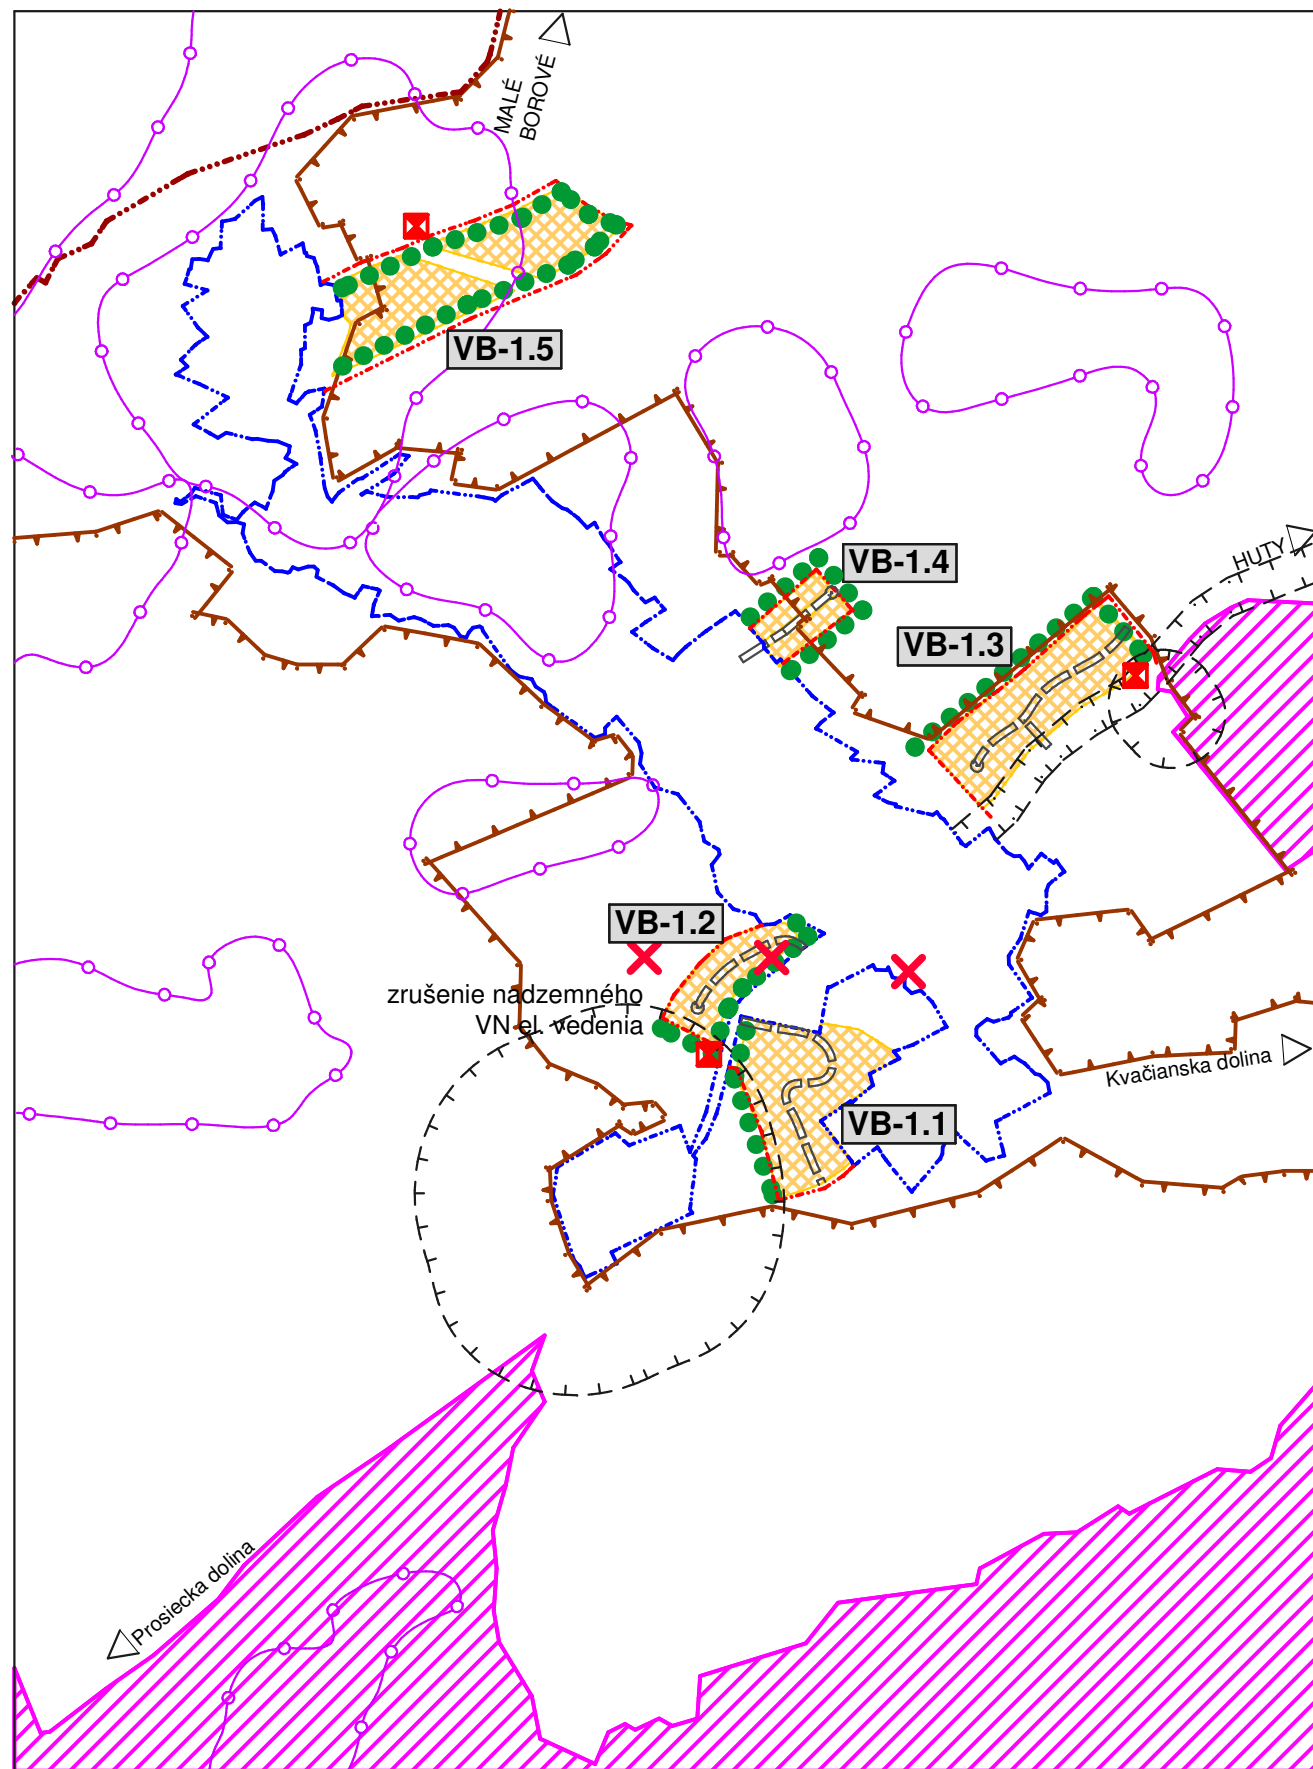 MALÉ
BOROVÉ
VB-1.5
HUTY
VB-1.4
VB-1.3
VB-1.2
zrušenie nadzemného
VN el. vedenia
Kvačianska dolina
VB-1.1
Prosiecka dolina